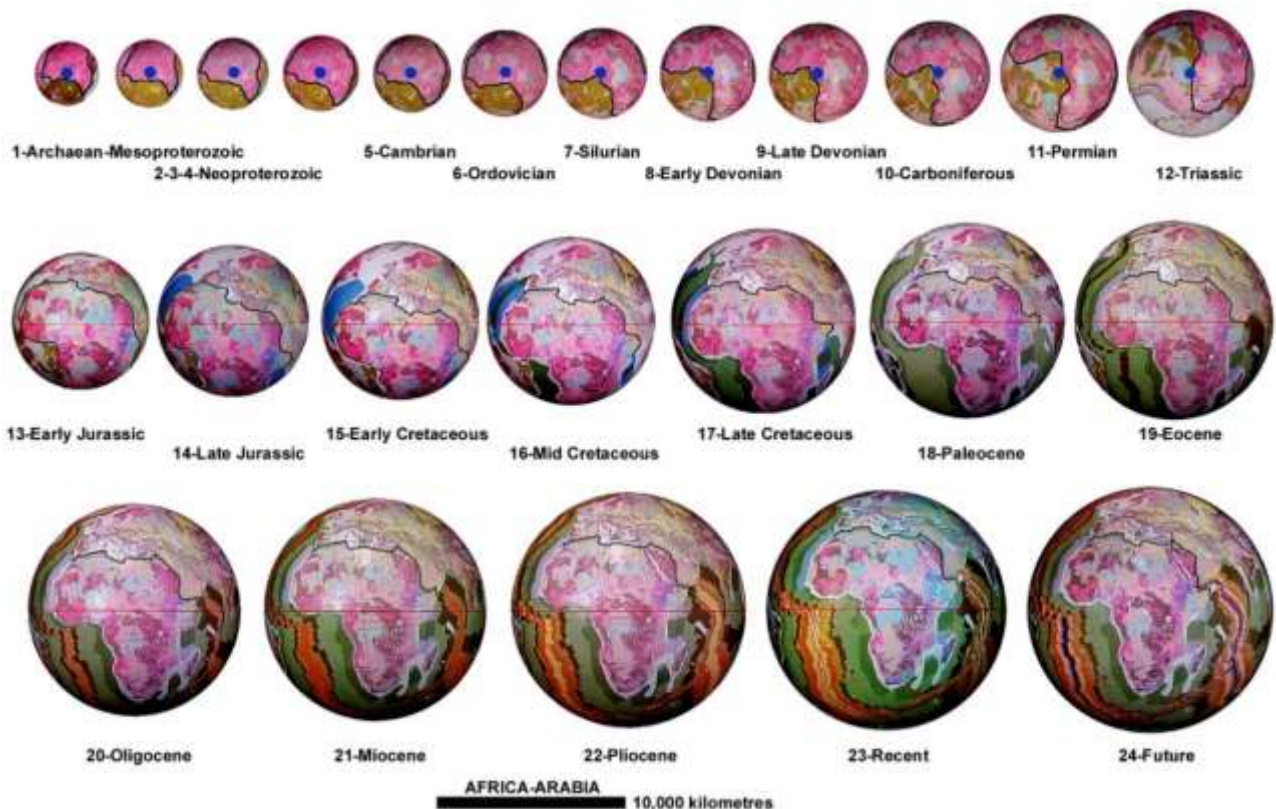 1-Archaean-Mesoproterozoic
2-3-4-Neoproterozoic
5-Cambrian
6-Ordovician
7-Silurian
8-Early Devonian
9-Late Devonian
10-Carboniferous
11-Permian
12-Triassic
13-Early Jurassic
14-Late Jurassic
15-Early Cretaceous
16-Mid Cretaceous
17-Late Cretaceous
18-Paleocene
19-Eocene
20-Oligocene
21-Miocene
22-Pliocene
23-Recent
24-Future
AFRICA-ARABIA
10,000 kilometres